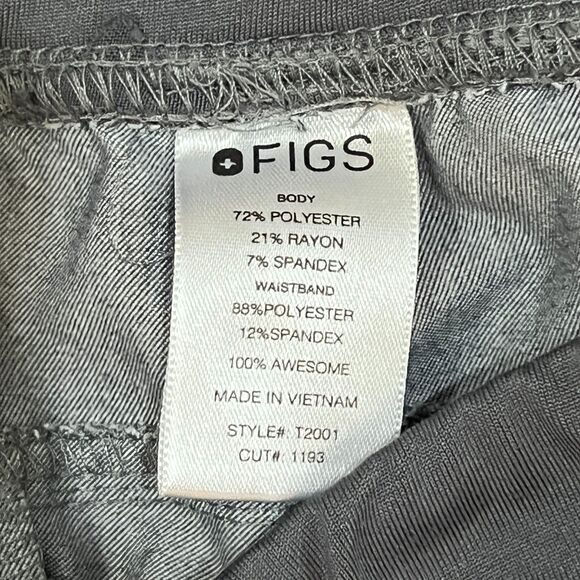 FIGS
BODY
72% POLYESTER
21% RAYON
7% SPANDEX
WAISTBAND
88%POLYESTER
12%SPANDEX
100% AWESOME
MADE IN VIETNAM
STYLE#: T2001
CUT#: 1193